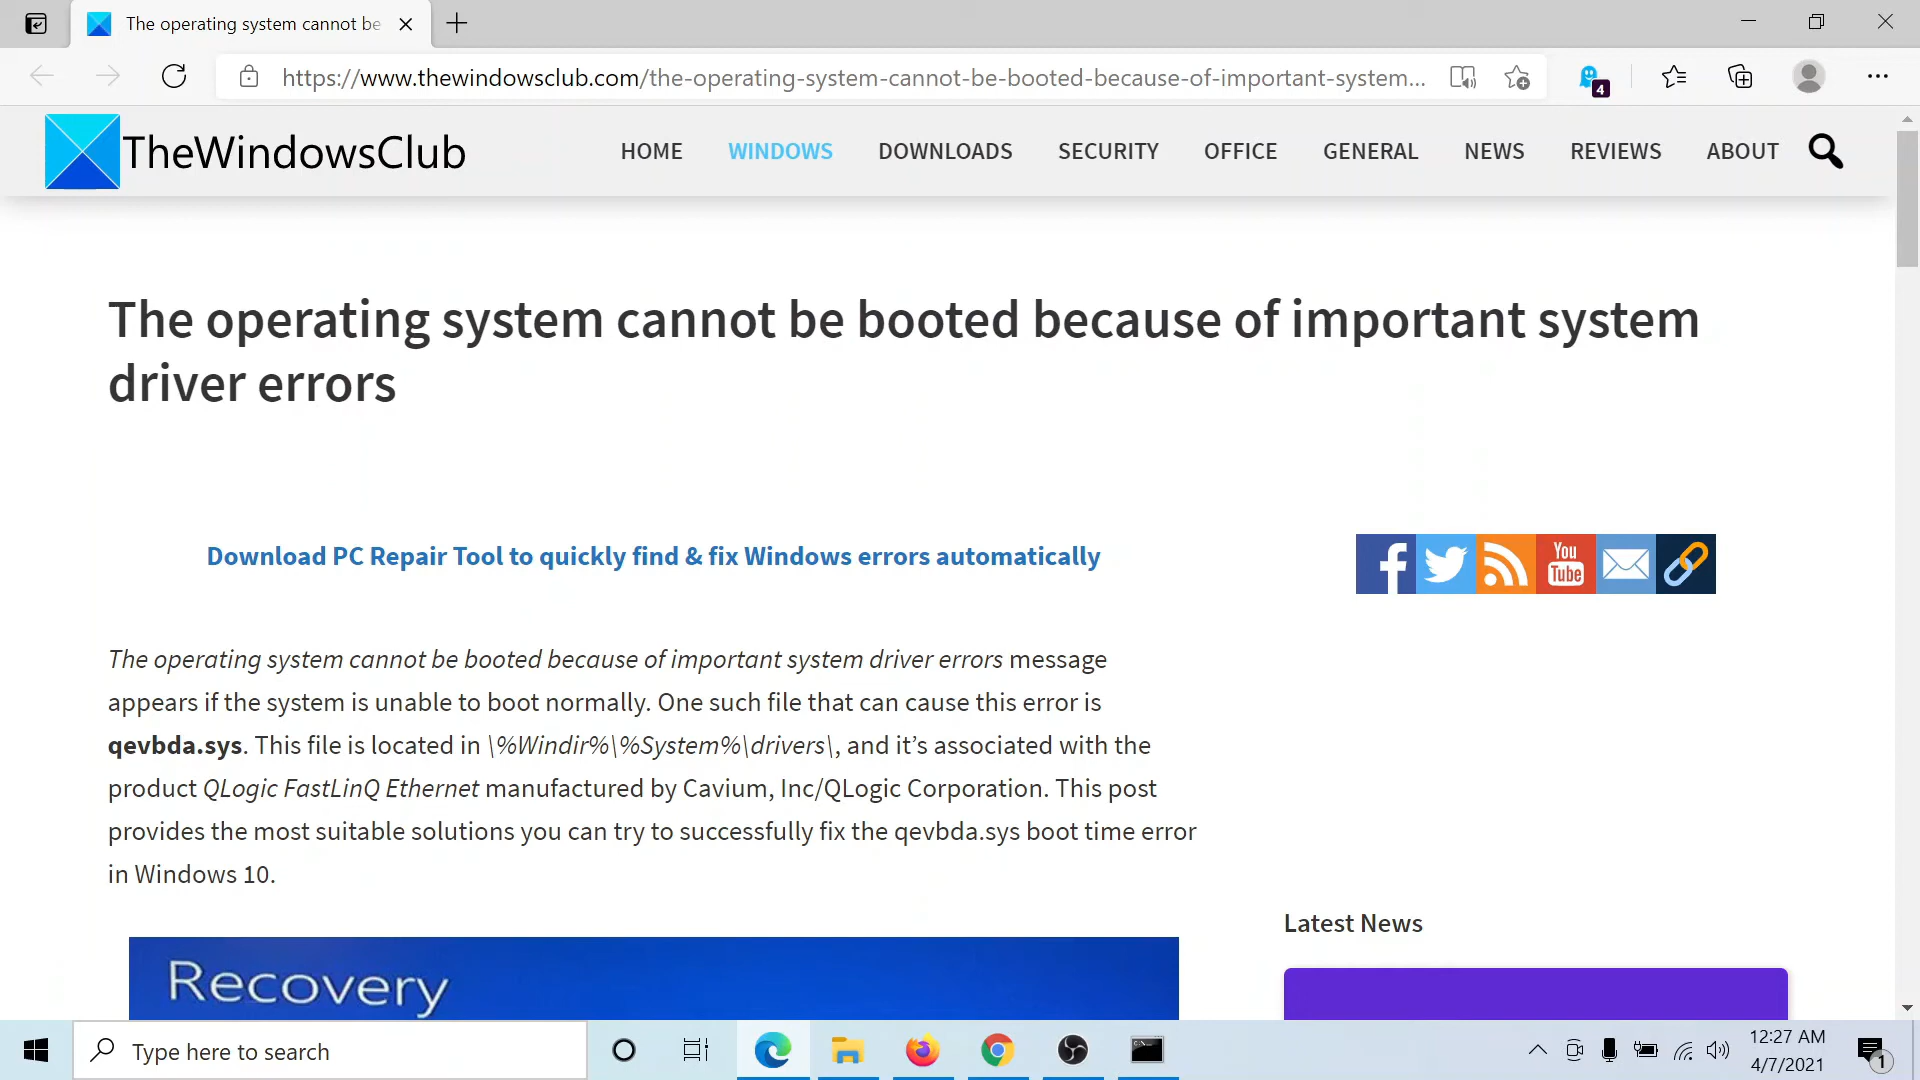 The operating system cannot be
https://www.thewindowsclub.com/the-operating-system-cannot-be-booted-because-of-important-system...
4
TheWindowsClub
HOME WINDOWS DOWNLOADS SECURITY OFFICE GENERAL NEWS REVIEWS ABOUT
The operating system cannot be booted because of important system
driver errors
Download PC Repair Tool to quickly find & fix Windows errors automatically
You
Tube
The operating system cannot be booted because of important system driver errors message
appears if the system is unable to boot normally. One such file that can cause this error is
qevbda.sys. This file is located in \%Windir%\%System%\drivers\, and it’s associated with the
product QLogic FastLinQ Ethernet manufactured by Cavium, Inc/QLogic Corporation. This post
provides the most suitable solutions you can try to successfully fix the qevbda.sys boot time error
in Windows 10.
Recovery
Latest News
Type here to search
12:27 AM
4/7/2021
1